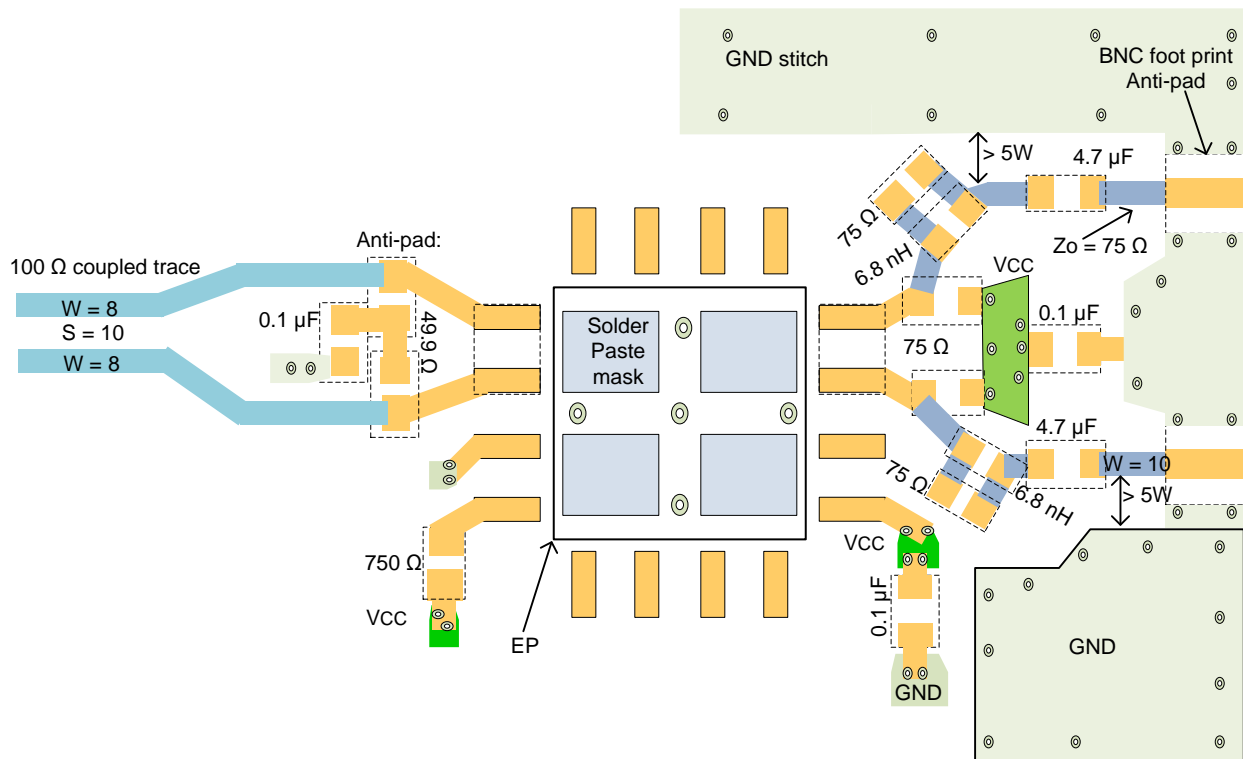 GND stitch
BNC foot print
Anti-pad
> 5W
4.7 µF
75 Ω
6.8 nH
Zo = 75 Ω
Anti-pad:
100 Ω coupled trace
W = 8
S = 10
W = 8
0.1 µF
49.9 Ω
Solder
Paste
mask
VCC
0.1 µF
75 Ω
4.7 µF
W = 10
75 Ω
6.8 nH
> 5W
750 Ω
VCC
EP
VCC
0.1 µF
GND
GND